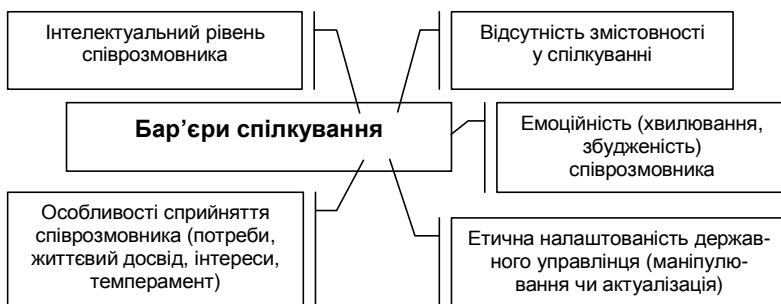 Інтелектуальний рівень
співрозмовника
Відсутність змістовності
у спілкуванні
Бар’єри спілкування
Емоційність (хвилювання,
збудженість)
співрозмовника
Особливості сприйняття
співрозмовника (потреби,
життєвий досвід, інтереси,
темперамент)
Етична налаштованість держав-
ного управлінця (маніпулю-
вання чи актуалізація)